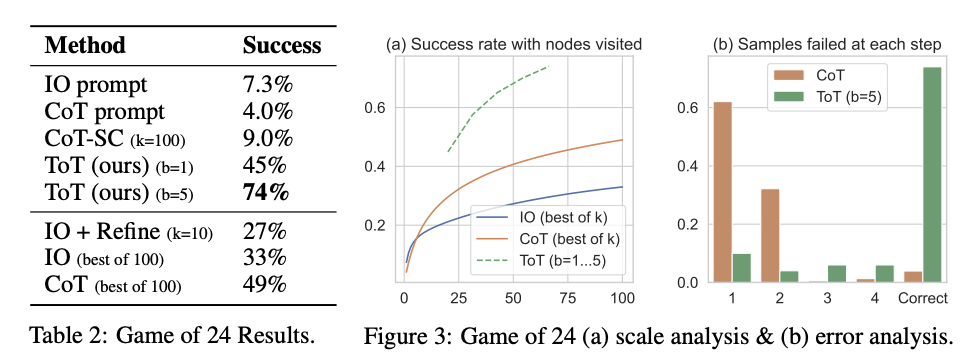 Method Success
IO prompt 7.3%
CoT prompt 4.0%
CoT-SC (k=100) 9.0%
ToT (ours) (b=1) 45%
ToT (ours) (b=5) 74%
IO + Refine (k=10) 27%
IO (best of 100) 33%
CoT (best of 100) 49%
Table 2: Game of 24 Results.
(a) Success rate with nodes visited
0.6
0.4
0.2
IO (best of k)
CoT (best of k)
ToT (b=1...5)
0 25 50 75 100
(b) Samples failed at each step
CoT
ToT (b=5)
0.6
0.4
0.2
0.0
1 2 3 4 Correct
Figure 3: Game of 24 (a) scale analysis & (b) error analysis.